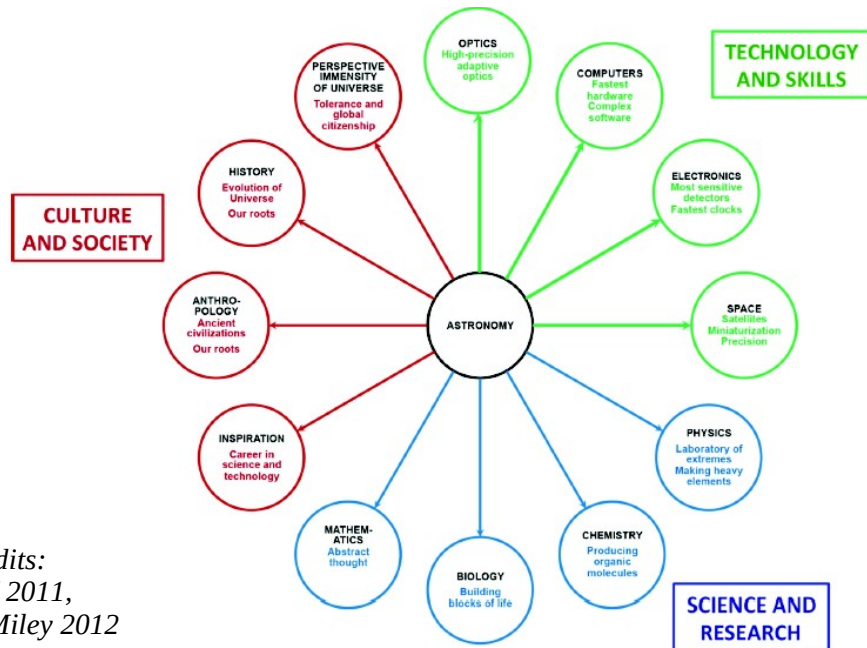 OPTICS
High-precision
adaptive
optics
TECHNOLOGY
AND SKILLS
PERSPECTIVE
IMMENSITY
OF UNIVERSE
Tolerance and
global
citizenship
COMPUTERS
Fastest
hardware
Complex
software
HISTORY
Evolution of
Universe
Our roots
ELECTRONICS
Most sensitive
detectors
Fastest clocks
CULTURE
AND SOCIETY
ANTHRO-
POLOGY
Ancient
civilizations
Our roots
ASTRONOMY
SPACE
Satellites
Miniaturization
Precision
INSPIRATION
Career in
science and
technology
PHYSICS
Laboratory of
extremes
Making heavy
elements
MATHEM-
ATICS
Abstract
thought
BIOLOGY
Building
blocks of life
CHEMISTRY
Producing
organic
molecules
SCIENCE AND
RESEARCH
dits:
2011,
Miley 2012